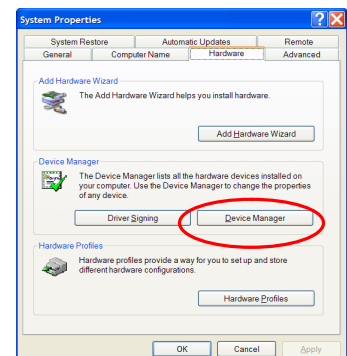 System Properties
System Restore Automatic Updates Remote
General Computer Name Hardware Advanced
Add Hardware Wizard
The Add Hardware Wizard helps you install hardware.
Add Hardware Wizard
Device Manager
The Device Manager lists all the hardware devices installed on
your computer. Use the Device Manager to change the properties
of any device.
Driver Signing Device Manager
Hardware Profiles
Hardware profiles provide a way for you to set up and store
different hardware configurations.
Hardware Profiles
OK Cancel Apply